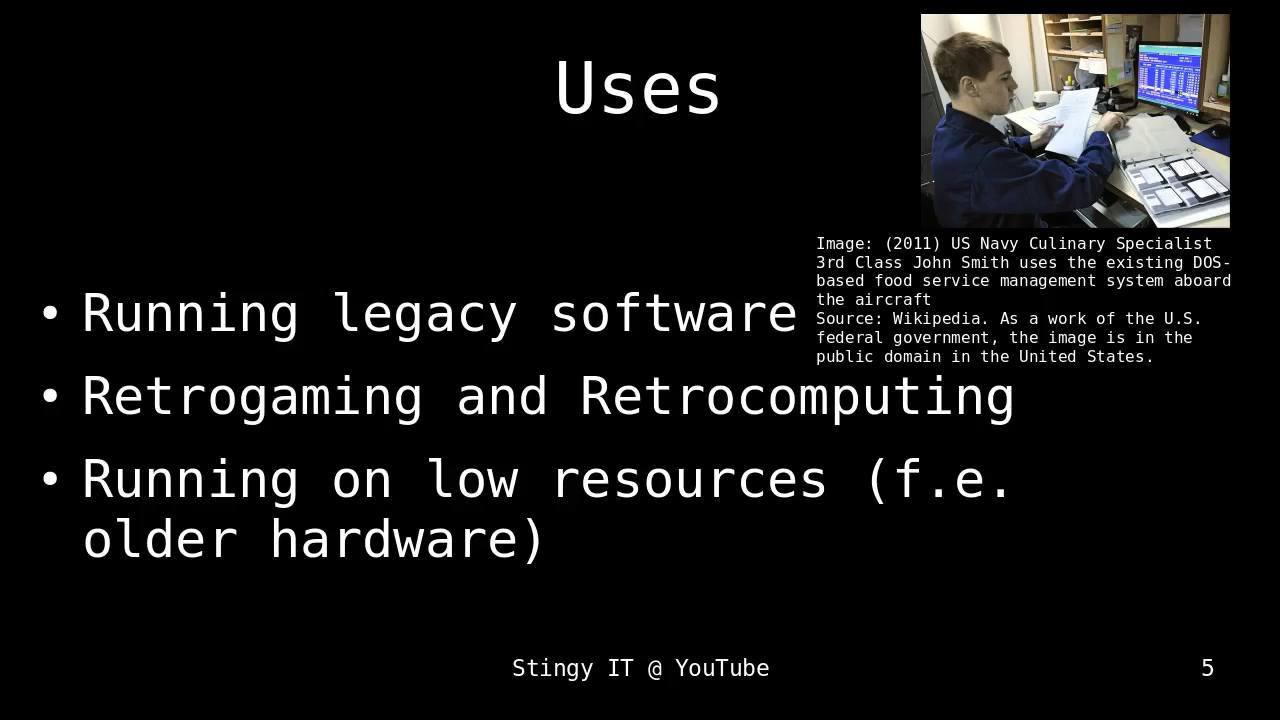 Uses
Image: (2011) US Navy Culinary Specialist
3rd Class John Smith uses the existing DOS-
based food service management system aboard
the aircraft
Source: Wikipedia. As a work of the U.S.
federal government, the image is in the
public domain in the United States.
• Running legacy software
• Retrogaming and Retrocomputing
• Running on low resources (f.e.
older hardware)
Stingy IT @ YouTube
5